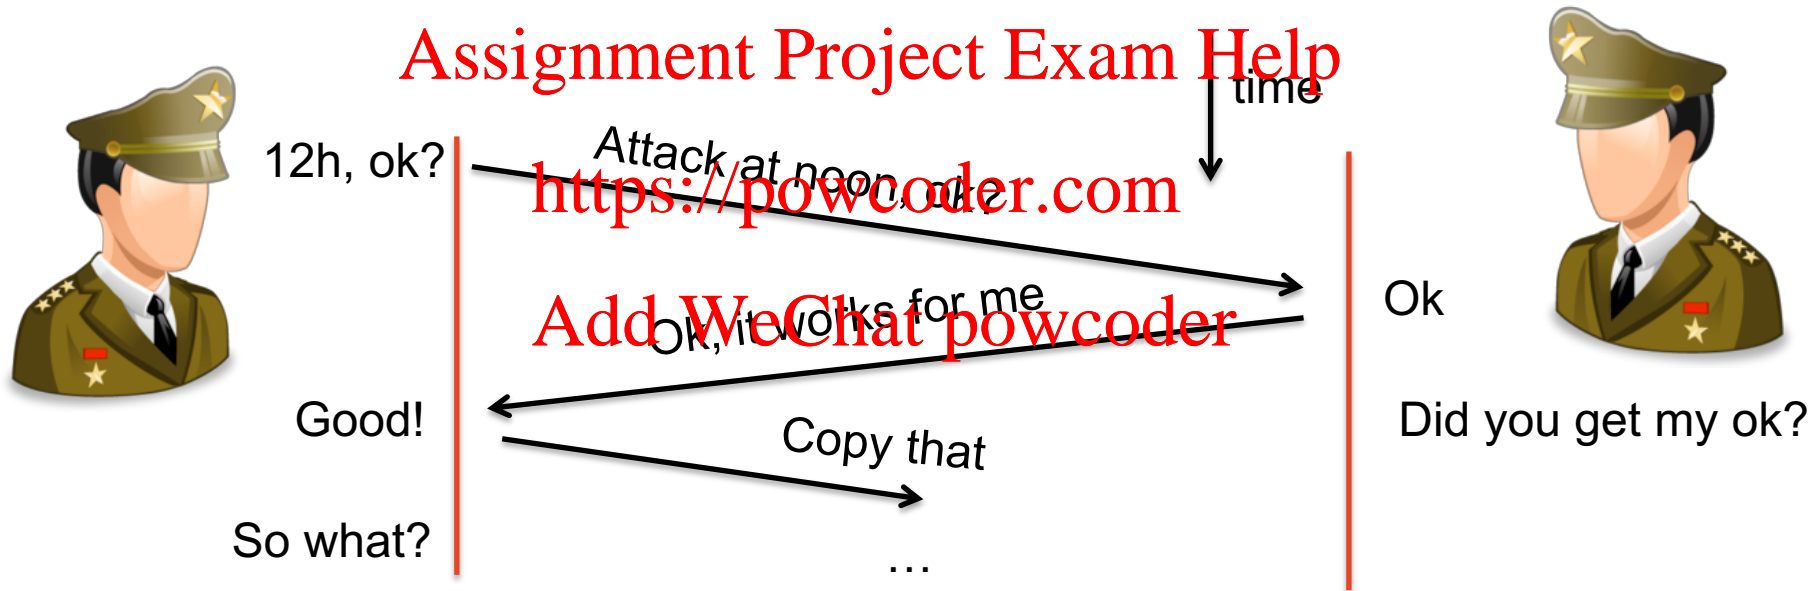 Assignment Project Exam Help
time
12h, ok?
Attack at noon, ok?
https://powcoder.com
Ok
Ok, it works for me
Add WeChat powcoder
Good!
Did you get my ok?
Copy that
So what?
...